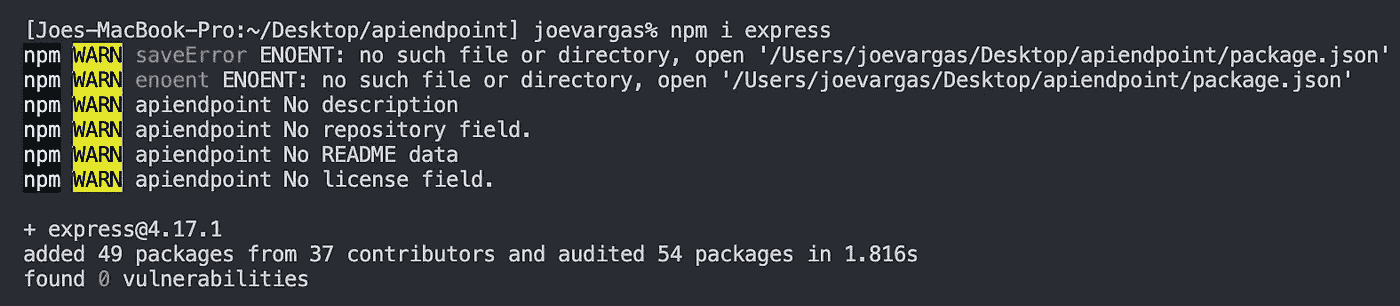 [Joes-MacBook-Pro:~/Desktop/apiendpoint] joevargas% npm i express
npm WARN saveError ENOENT: no such file or directory, open '/Users/joevargas/Desktop/apiendpoint/package.json'
npm WARN enoent ENOENT: no such file or directory, open '/Users/joevargas/Desktop/apiendpoint/package.json'
npm WARN apiendpoint No description
npm WARN apiendpoint No repository field.
npm WARN apiendpoint No README data
npm WARN apiendpoint No license field.
+ express@4.17.1
added 49 packages from 37 contributors and audited 54 packages in 1.816s
found 0 vulnerabilities